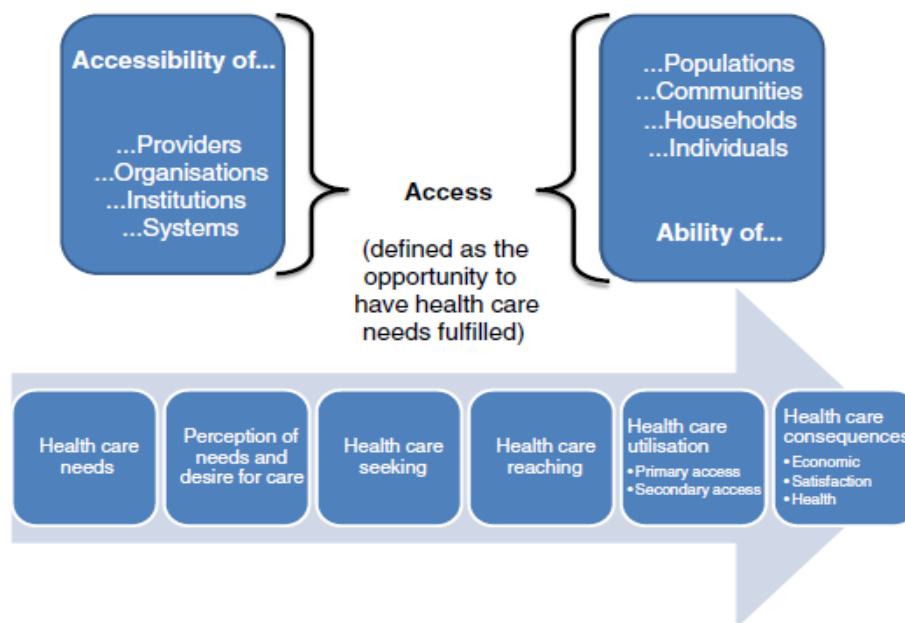 Accessibility of...
...Providers
...Organisations
...Institutions
...Systems
Access
(defined as the
opportunity to
have health care
needs fulfilled)
...Populations
...Communities
...Households
...Individuals
Ability of...
Health care
needs
Perception of
needs and
desire for care
Health care
seeking
Health care
reaching
Health care
utilisation
• Primary access
• Secondary access
Health care
consequences
• Economic
• Satisfaction
• Health